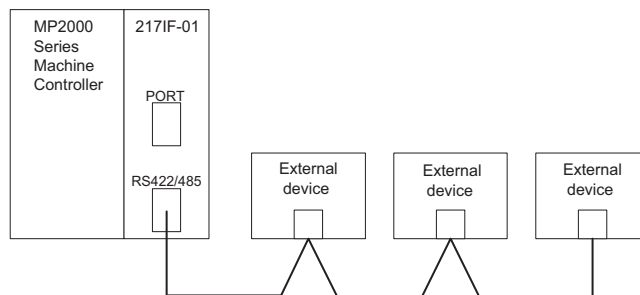 MP2000
Series
Machine
Controller
217IF-01
PORT
RS422/485
External
device
External
device
External
device